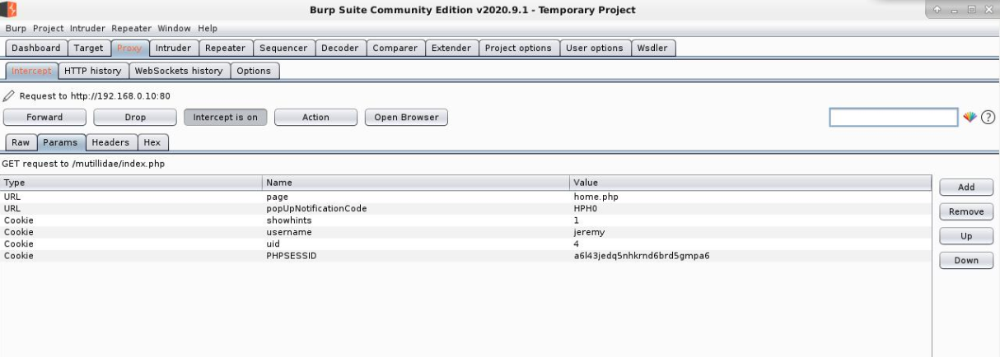 Burp Suite Community Edition v2020.9.1 - Temporary Project
Burp Project Intruder Repeater Window Help
Dashboard Target Proxy Intruder Repeater Sequencer Decoder Comparer Extender Project options User options Wsdler
Intercept HTTP history WebSockets history Options
Request to http://192.168.0.10:80
Forward Drop Intercept is on Action Open Browser ?
Raw Params Headers Hex
GET request to /mutillidae/index.php
Type Name Value
Add
URL page home.php
URL popUpNotificationCode HPH0
Remove
Cookie showhints 1
Cookie username jeremy
Up
Cookie uid 4
Cookie PHPSESSID a6l43jedq5nhkrnd6brd5gmpa6
Down